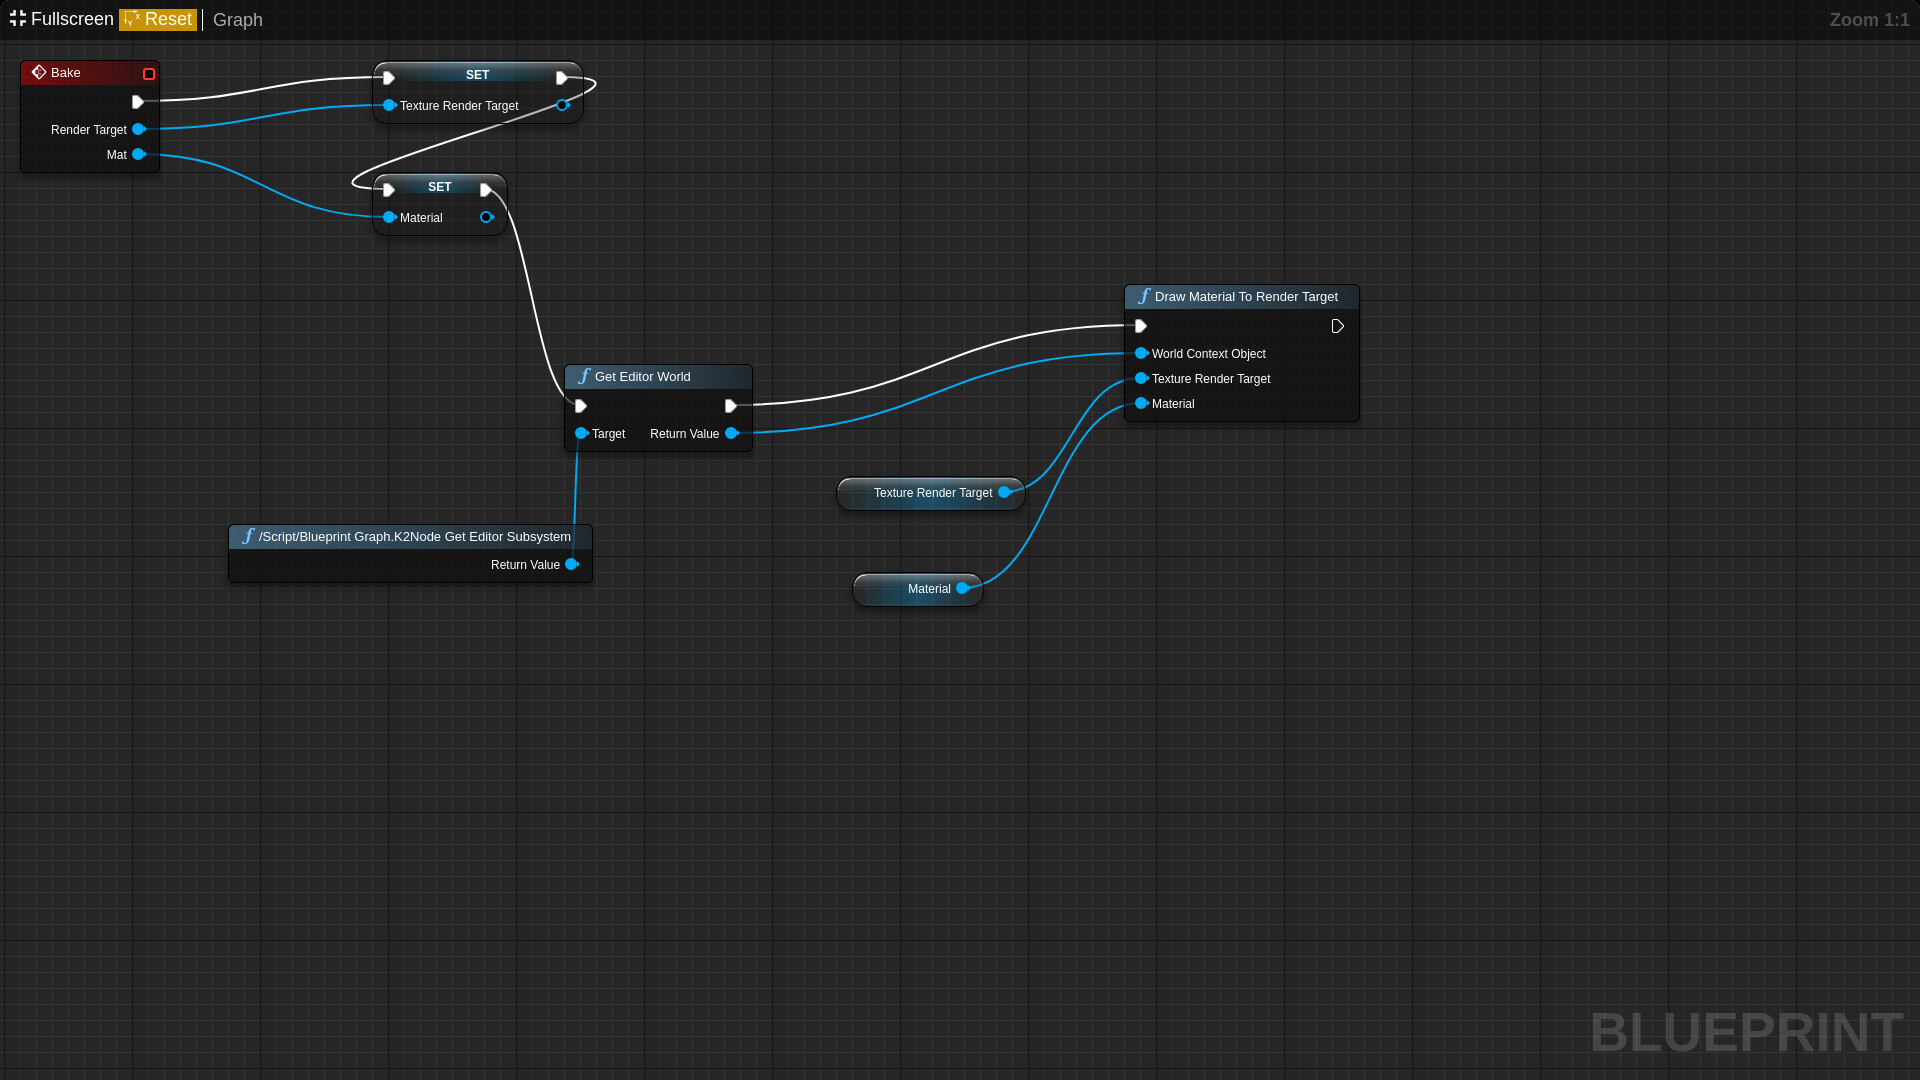 Fullscreen Reset Graph Zoom 1:1
Bake
Render Target
Mat
SET
Texture Render Target
SET
Material
Draw Material To Render Target
World Context Object
Texture Render Target
Material
Get Editor World
Target Return Value
Texture Render Target
/Script/Blueprint Graph.K2Node Get Editor Subsystem
Return Value
Material
BLUEPRINT